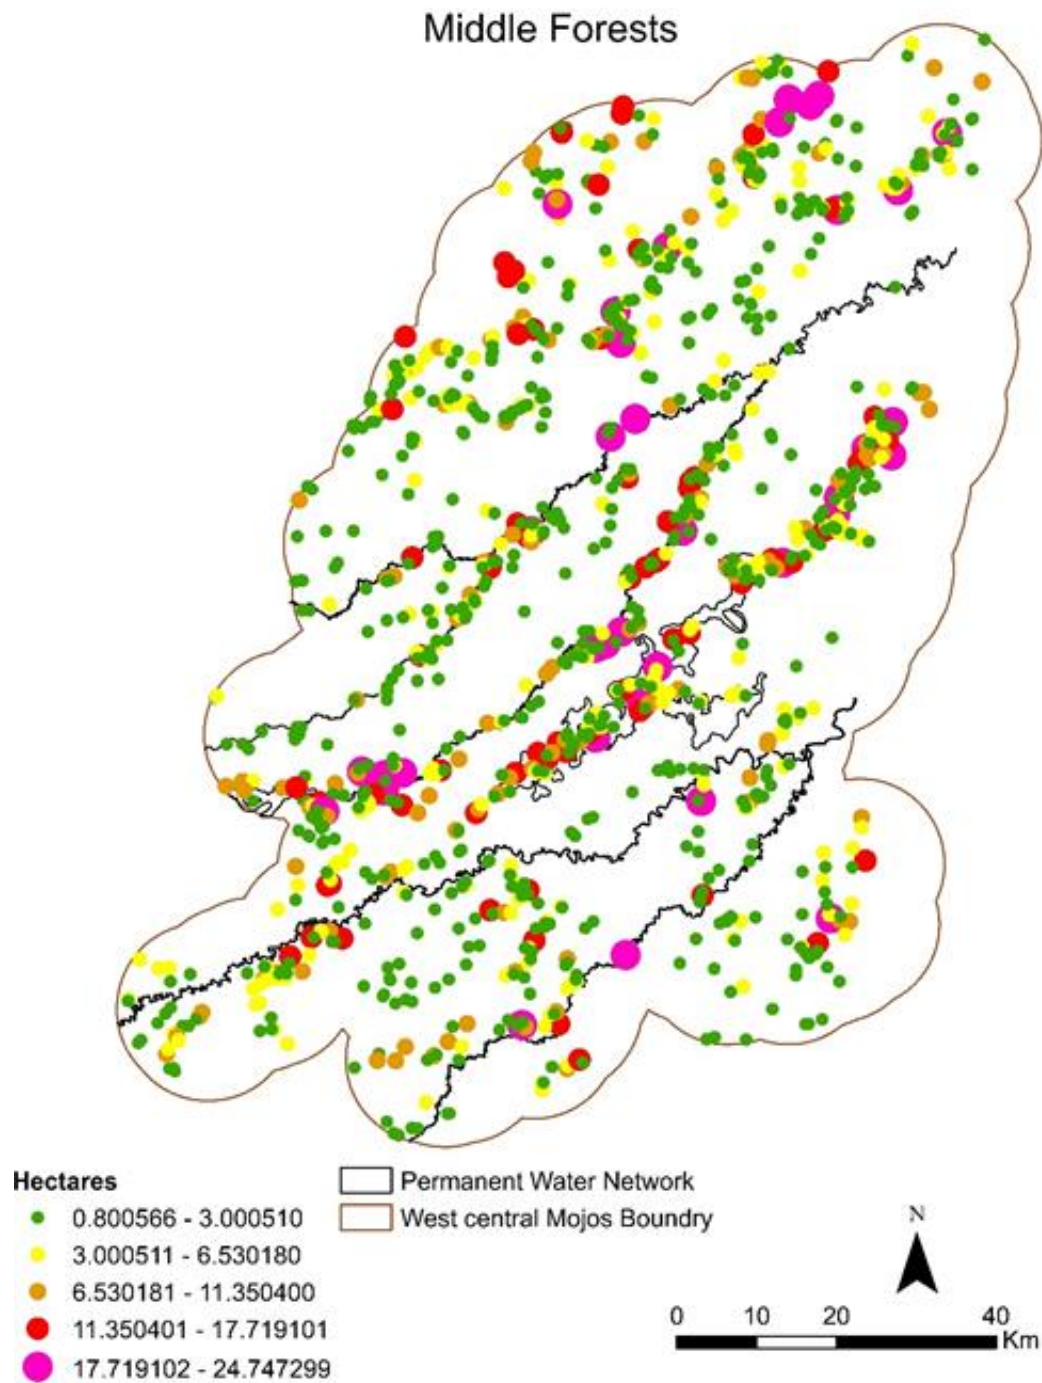 Middle Forests
Hectares
0.800566 - 3.000510
3.000511 - 6.530180
6.530181 - 11.350400
11.350401 - 17.719101
17.719102 - 24.747299
Permanent Water Network
West central Mojos Boundry
N
0 10 20 40
Km